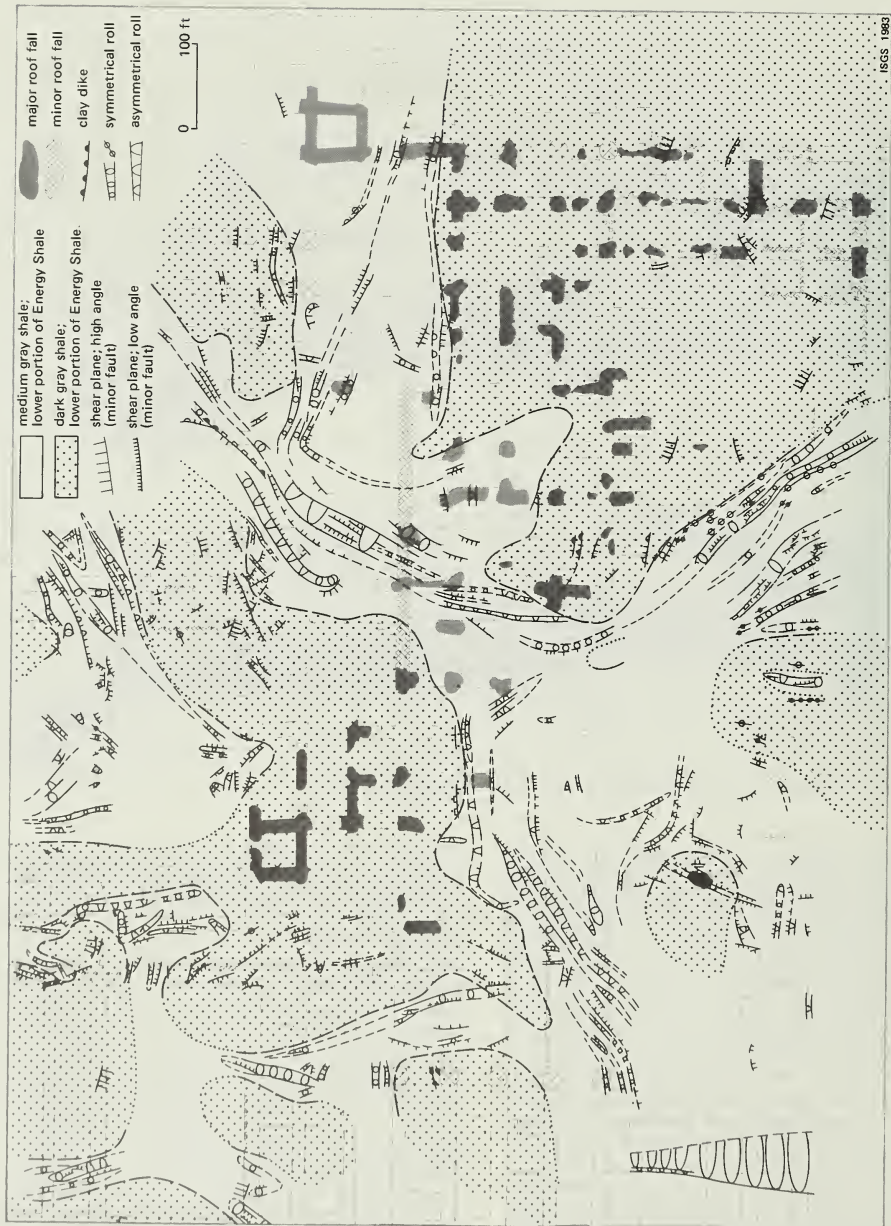 medium gray shale;
lower portion of Energy Shale
dark gray shale;
lower portion of Energy Shale
shear plane; high angle
(minor fault)
shear plane; low angle
(minor fault)
major roof fall
minor roof fall
clay dike
symmetrical roll
asymmetrical roll
0
100 ft
ISGS 1983